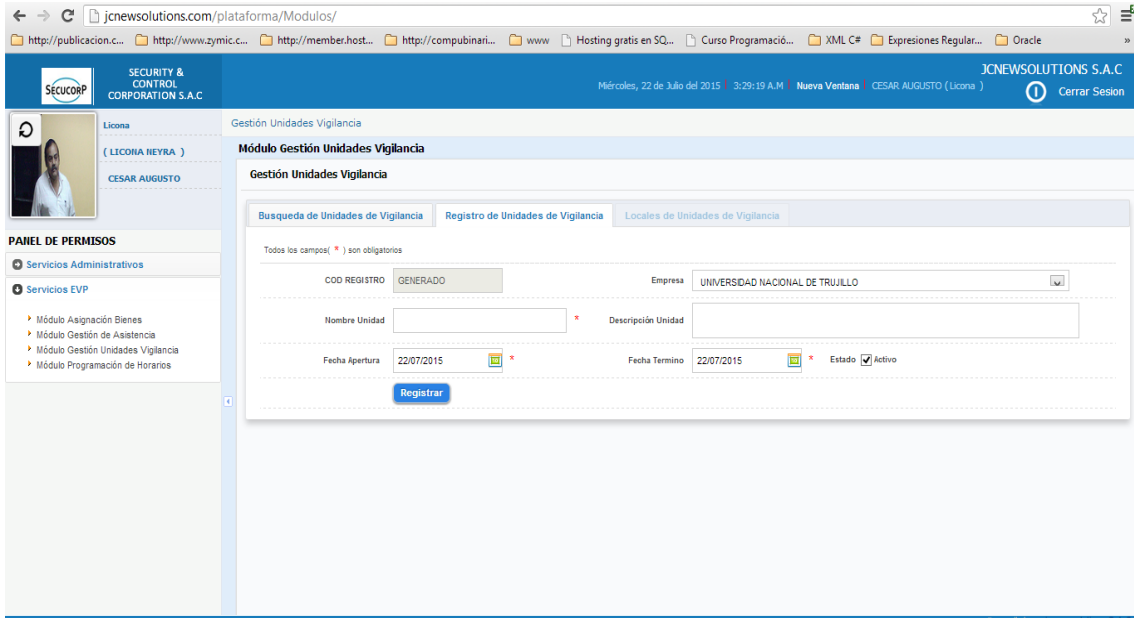 jcnewsolutions.com/plataforma/Modulos/
http://publicacion.c... http://www.zymic.c... http://member.host... http://compubinari... www Hosting gratis en SQ... Curso Programació... XML C# Expresiones Regular... Oracle »
SECUCORP
SECURITY &
CONTROL
CORPORATION S.A.C
JCNEWSOLUTIONS S.A.C
Miércoles, 22 de Julio del 2015 | 3:29:19 A.M | Nueva Ventana | CESAR AUGUSTO ( Licona )
Cerrar Sesion
Licona
( LICONA NEYRA )
CESAR AUGUSTO
PANEL DE PERMISOS
Servicios Administrativos
Servicios EVP
Módulo Asignación Bienes
Módulo Gestión de Asistencia
Módulo Gestión Unidades Vigilancia
Módulo Programación de Horarios
Gestión Unidades Vigilancia
Módulo Gestión Unidades Vigilancia
Gestión Unidades Vigilancia
Busqueda de Unidades de Vigilancia Registro de Unidades de Vigilancia Locales de Unidades de Vigilancia
Todos los campos( * ) son obligatorios
COD REGISTRO GENERADO Empresa UNIVERSIDAD NACIONAL DE TRUJILLO
Nombre Unidad * Descripción Unidad
Fecha Apertura 22/07/2015 * Fecha Termino 22/07/2015 * Estado Activo
Registrar